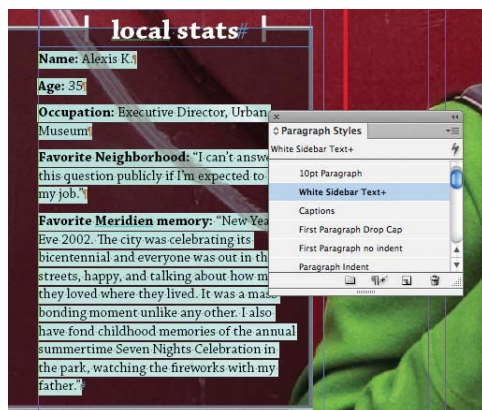 local stats
Name: Alexis K.
Age: 35
Occupation: Executive Director, Urban
Museum
Favorite Neighborhood: “I can’t answe
this question publicly if I’m expected to
my job.”
Favorite Meridien memory: “New Yea
Eve 2002. The city was celebrating its
bicentennial and everyone was out in th
streets, happy, and talking about how m
they loved where they lived. It was a mass
bonding moment unlike any other. I also
have fond childhood memories of the annual
summertime Seven Nights Celebration in
the park, watching the fireworks with my
father.”
Paragraph Styles
White Sidebar Text+
10pt Paragraph
White Sidebar Text+
Captions
First Paragraph Drop Cap
First Paragraph no indent
Paragraph Indent